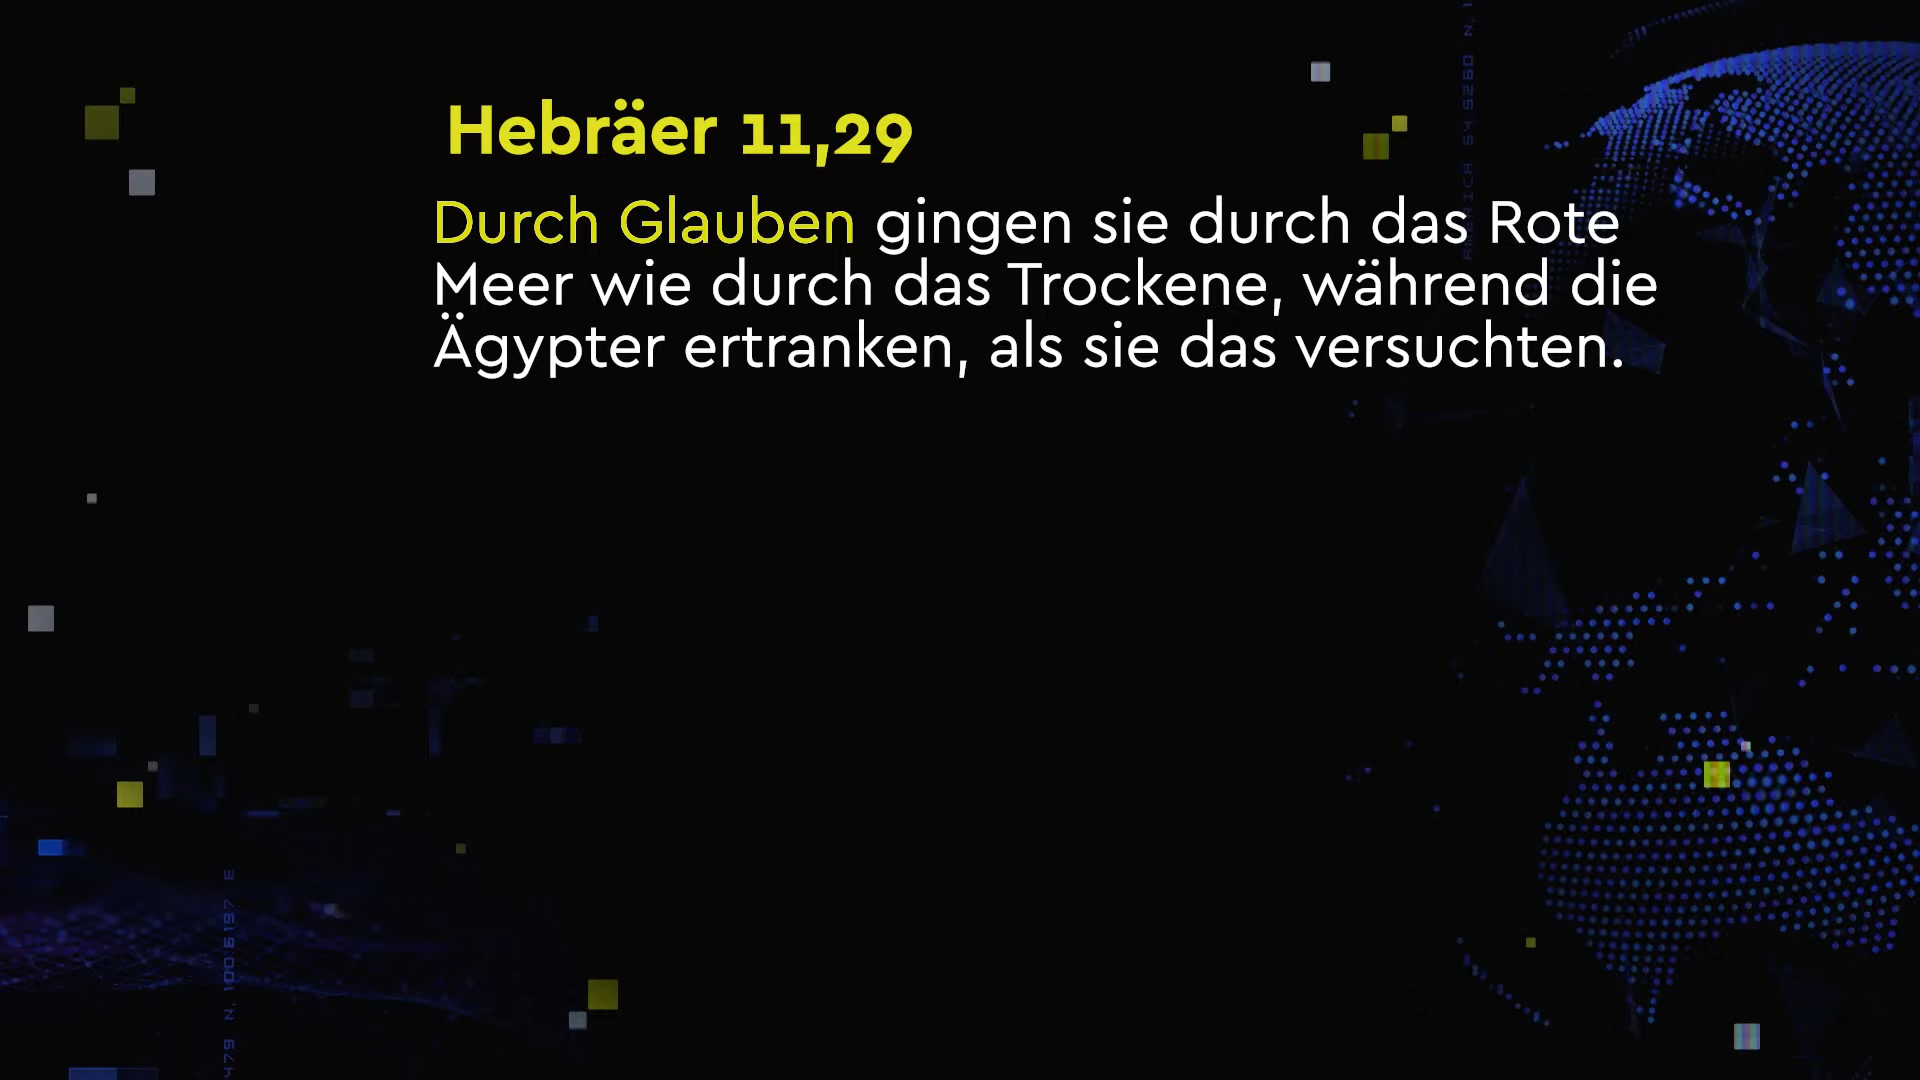 Hebräer 11,29
Durch Glauben gingen sie durch das Rote
Meer wie durch das Trockene, während die
Ägypter ertranken, als sie das versuchten.